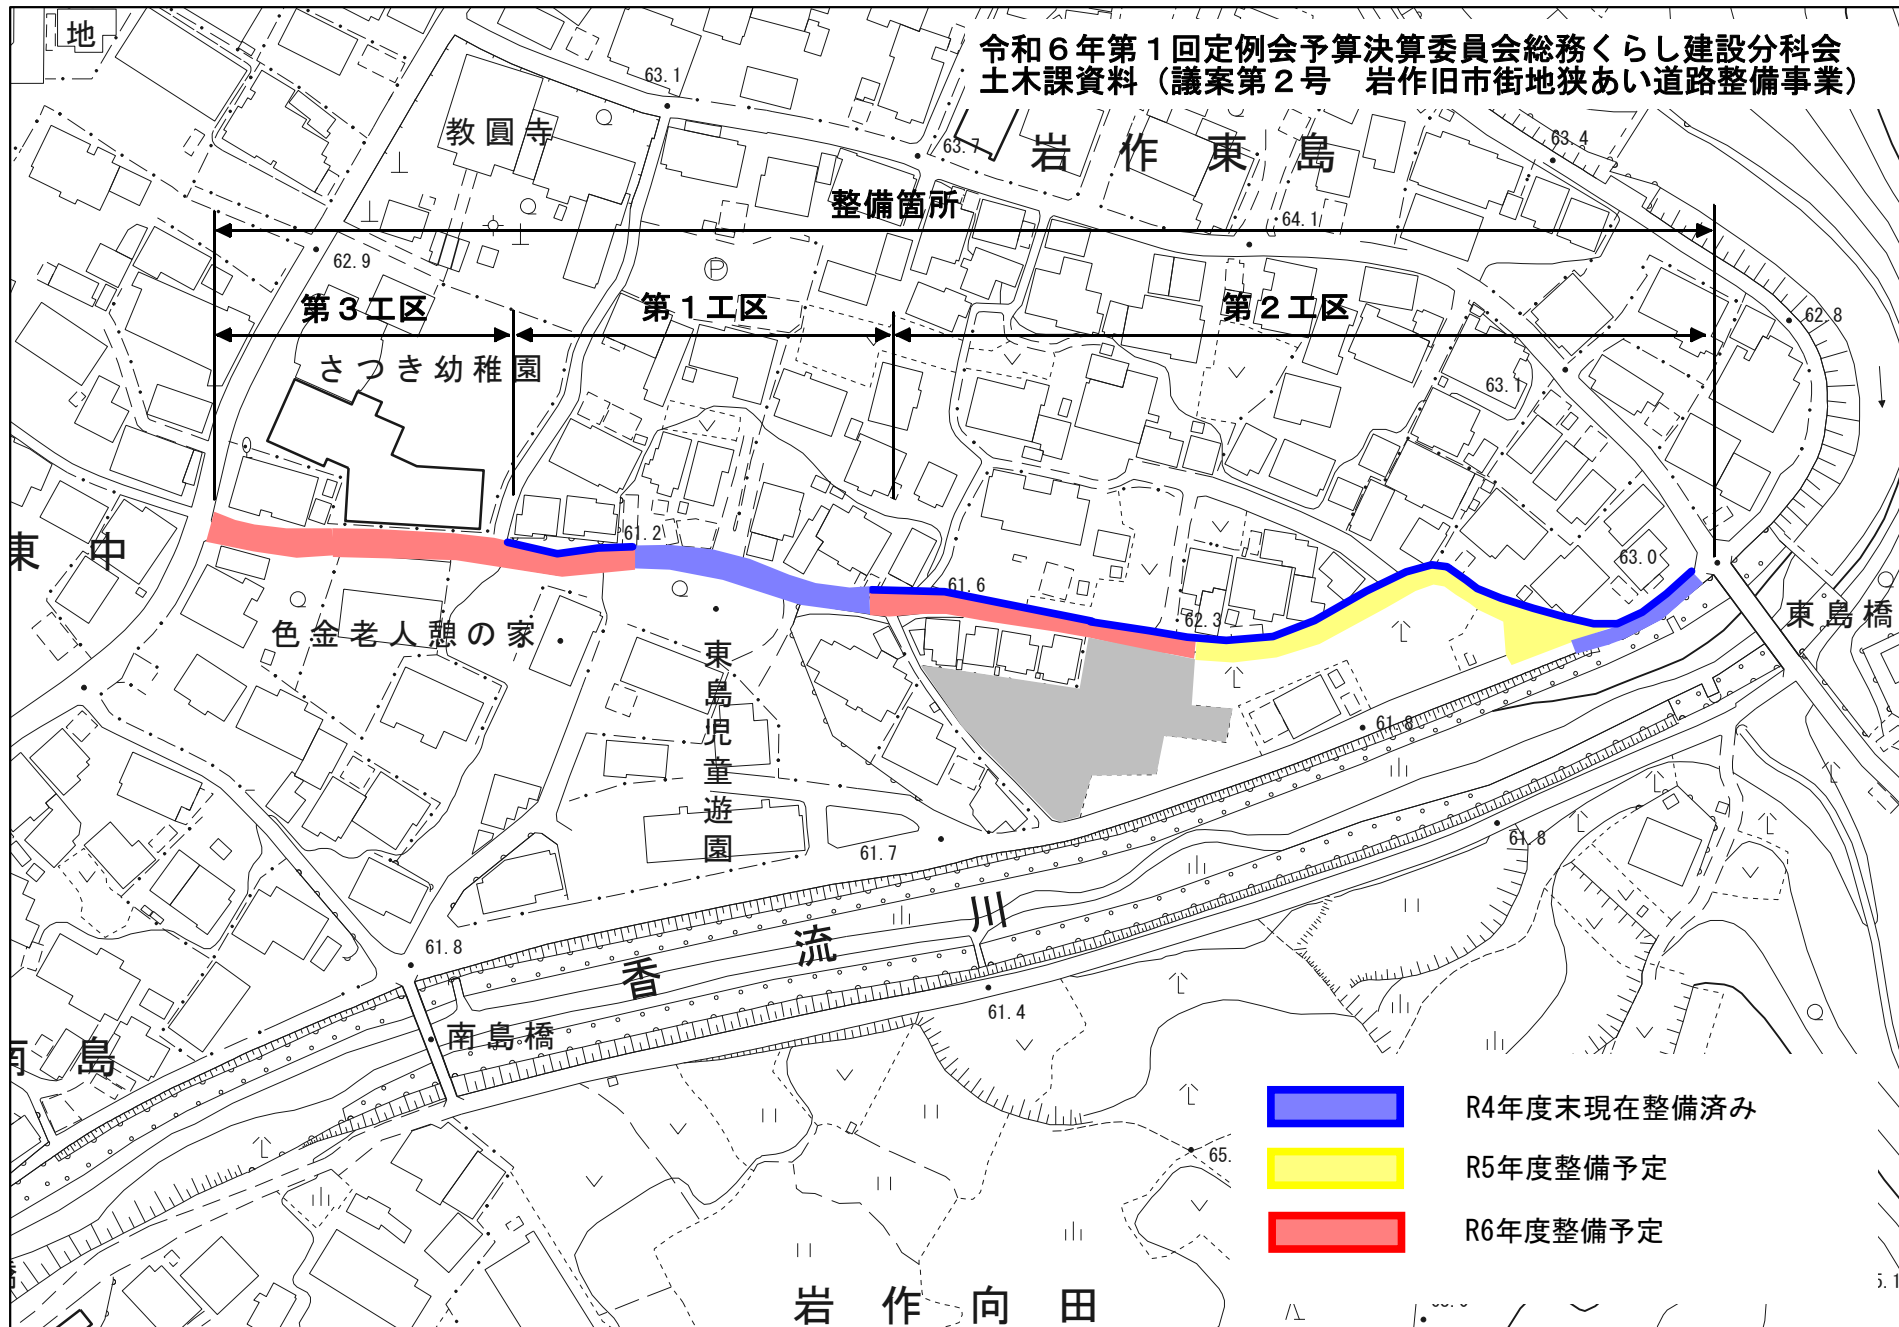 令和６年第１回定例会予算決算委員会総務くらし建設分科会
土木課資料（議案第２号　岩作旧市街地狭あい道路整備事業）
地
63.1
教圓寺
63.7
岩作東島
63.4
整備箇所
64.1
62.9
P
第３工区
第１工区
第２工区
62.8
さつき幼稚園
63.1
61.2
63.0
東中
61.6
62.3
東島橋
色金老人憩の家
東島児童遊園
61.8
61.7
61.8
川
流
香
61.8
61.4
南島橋
南島
R4年度末現在整備済み
65.
R5年度整備予定
R6年度整備予定
5.1
岩作向田